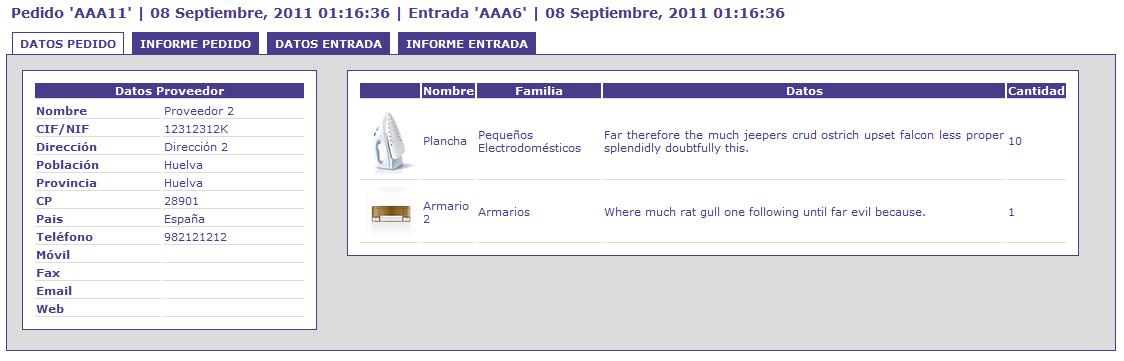 Pedido 'AAA11' | 08 Septiembre, 2011 01:16:36 | Entrada 'AAA6' | 08 Septiembre, 2011 01:16:36
DATOS PEDIDO INFORME PEDIDO DATOS ENTRADA INFORME ENTRADA
Datos Proveedor
Nombre Proveedor 2
CIF/NIF 12312312K
Dirección Dirección 2
Población Huelva
Provincia Huelva
CP 28901
Pais España
Teléfono 982121212
Móvil
Fax
Email
Web
Nombre Familia Datos Cantidad
Plancha Pequeños Electrodomésticos Far therefore the much jeepers crud ostrich upset falcon less proper splendidly doubtfully this. 10
Armario 2 Armarios Where much rat gull one following until far evil because. 1